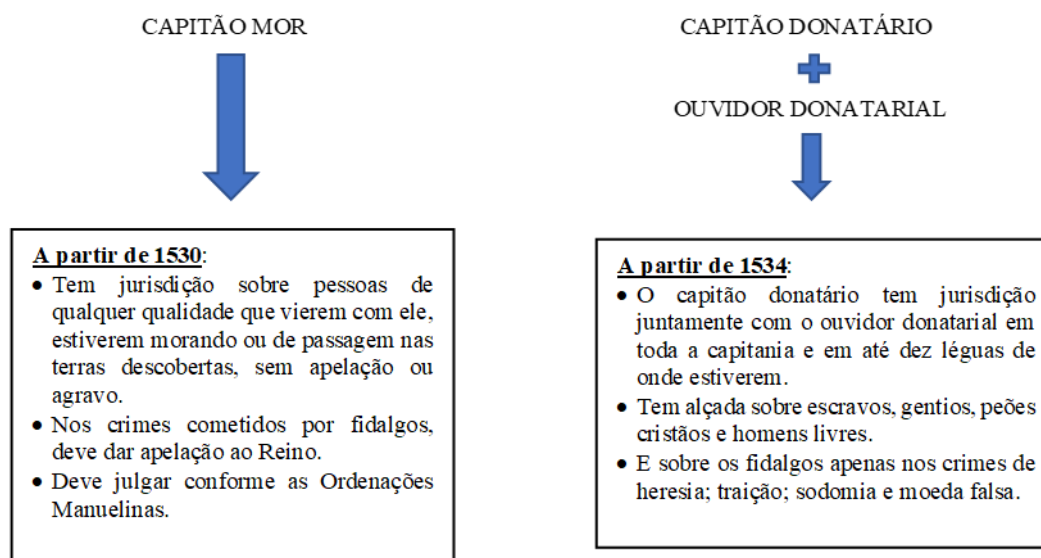 CAPITÃO MOR
A partir de 1530:
• Tem jurisdição sobre pessoas de
qualquer qualidade que vierem com ele,
estiverem morando ou de passagem nas
terras descobertas, sem apelação ou
agravo.
• Nos crimes cometidos por fidalgos,
deve dar apelação ao Reino.
• Deve julgar conforme as Ordenações
Manuelinas.
CAPITÃO DONATÁRIO
OUVIDOR DONATARIAL
A partir de 1534:
• O capitão donatário tem jurisdição
juntamente com o ouvidor donatarial em
toda a capitania e em até dez léguas de
onde estiverem.
• Tem alçada sobre escravos, gentios, peões
cristãos e homens livres.
• E sobre os fidalgos apenas nos crimes de
heresia; traição; sodomia e moeda falsa.